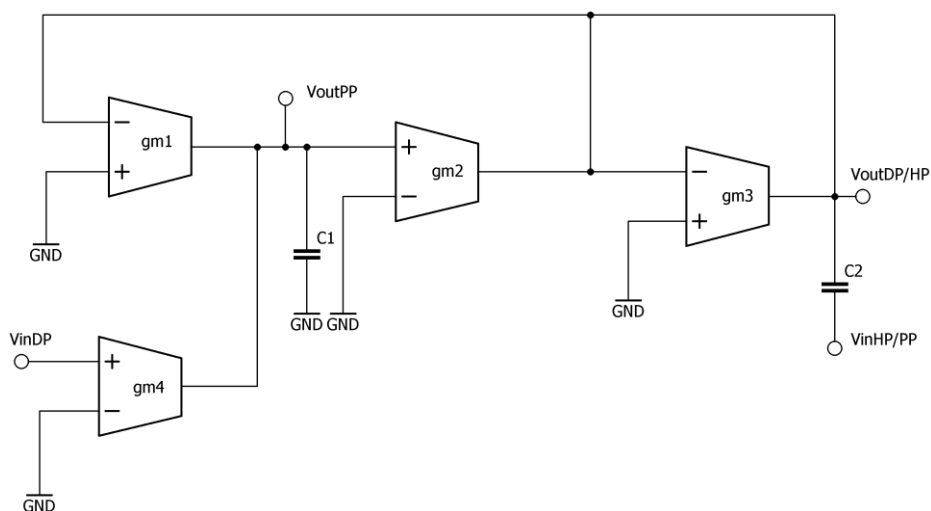 VoutPP
−
gm1
+
+
gm2
−
−
gm3
+
VoutDP/HP
GND
C1
C2
GND
GND
GND
VinDP
VinHP/PP
+
gm4
−
GND